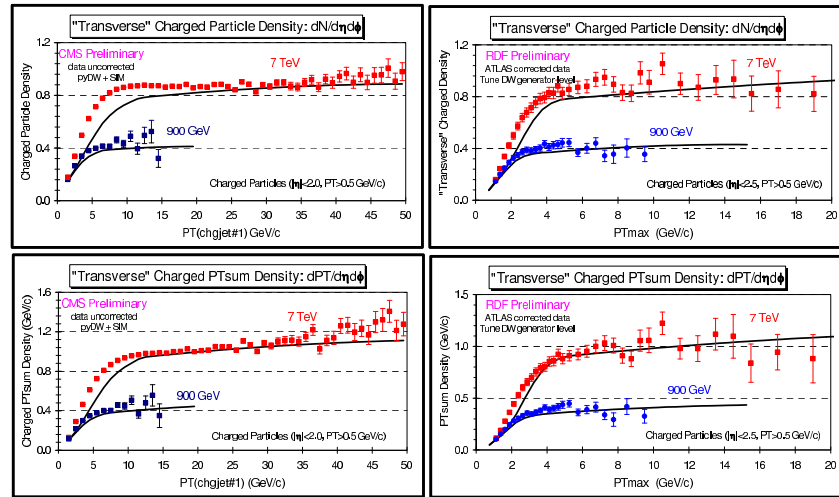 "Transverse" Charged Particle Density: dN/dηdϕ
CMS Preliminary
data uncorrected
pyDW + SIM
7 TeV
900 GeV
Charged Particles (|η|<2.0, PT>0.5 GeV/c)
Charged Particle Density
0.0
0.4
0.8
1.2
0 5 10 15 20 25 30 35 40 45 50
PT(chgjet#1) GeV/c
"Transverse" Charged Particle Density: dN/dηdϕ
RDF Preliminary
ATLAS corrected data
Tune DW generator level
7 TeV
900 GeV
Charged Particles (|η|<2.5, PT>0.5 GeV/c)
"Transverse" Charged Density
0.0
0.4
0.8
1.2
0 2 4 6 8 10 12 14 16 18 20
PTmax (GeV/c)
"Transverse" Charged PTsum Density: dPT/dηdϕ
CMS Preliminary
data uncorrected
pyDW + SIM
7 TeV
900 GeV
Charged Particles (|η|<2.0, PT>0.5 GeV/c)
Charged PTsum Density (GeV/c)
0.0
0.4
0.8
1.2
1.6
0 5 10 15 20 25 30 35 40 45 50
PT(chgjet#1) (GeV/c)
"Transverse" Charged PTsum Density: dPT/dηdϕ
RDF Preliminary
ATLAS corrected data
Tune DW generator level
7 TeV
900 GeV
Charged Particles (|η|<2.5, PT>0.5 GeV/c)
PTsum Density (GeV/c)
0.0
0.5
1.0
1.5
0 2 4 6 8 10 12 14 16 18 20
PTmax (GeV/c)